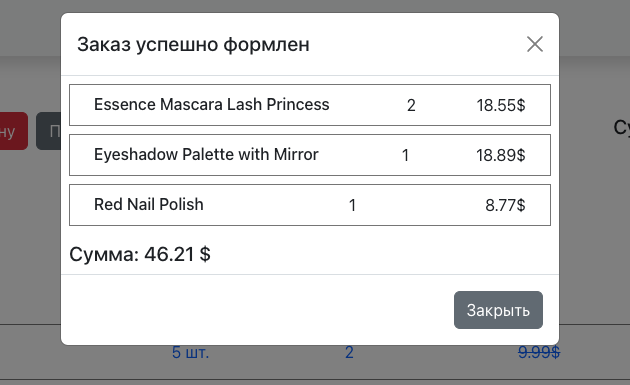 Заказ успешно формлен
Essence Mascara Lash Princess 2 18.55$
ну П Су
Eyeshadow Palette with Mirror 1 18.89$
Red Nail Polish 1 8.77$
Сумма: 46.21 $
Закрыть
5 шт. 2 9.99$